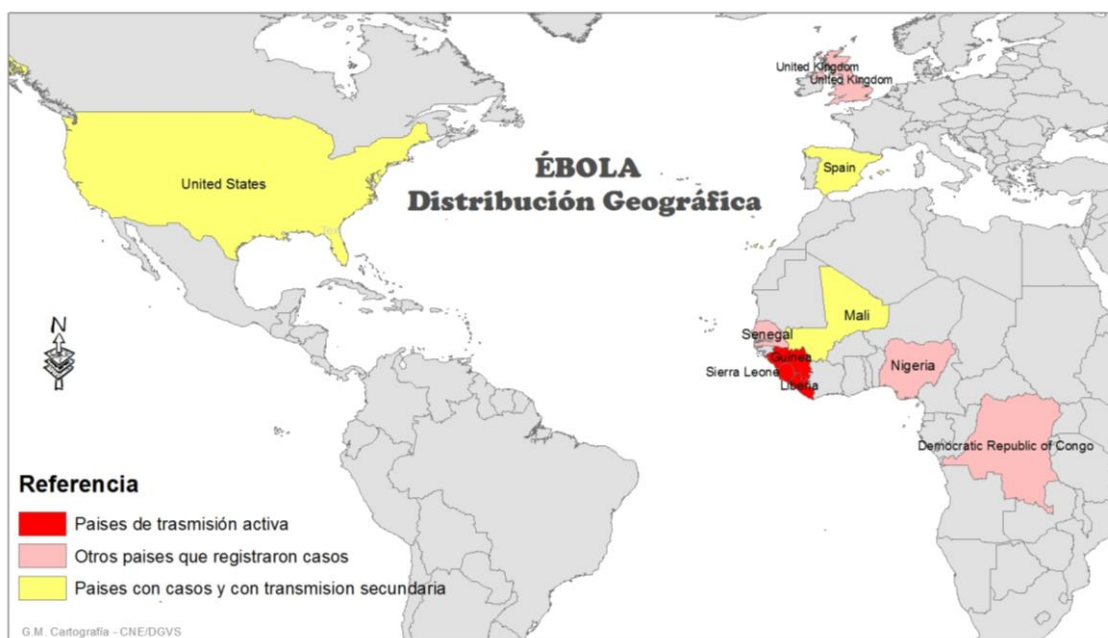 United Kingdom
United Kingdom
ÉBOLA
Distribución Geográfica
Spain
United States
Mali
Senegal
Guinea
Sierra Leone
Liberia
Nigeria
Democratic Republic of Congo
N
Referencia
Paises de trasmisión activa
Otros paises que registraron casos
Paises con casos y con transmision secundaria
G.M. Cartografía - CNE/DGVS